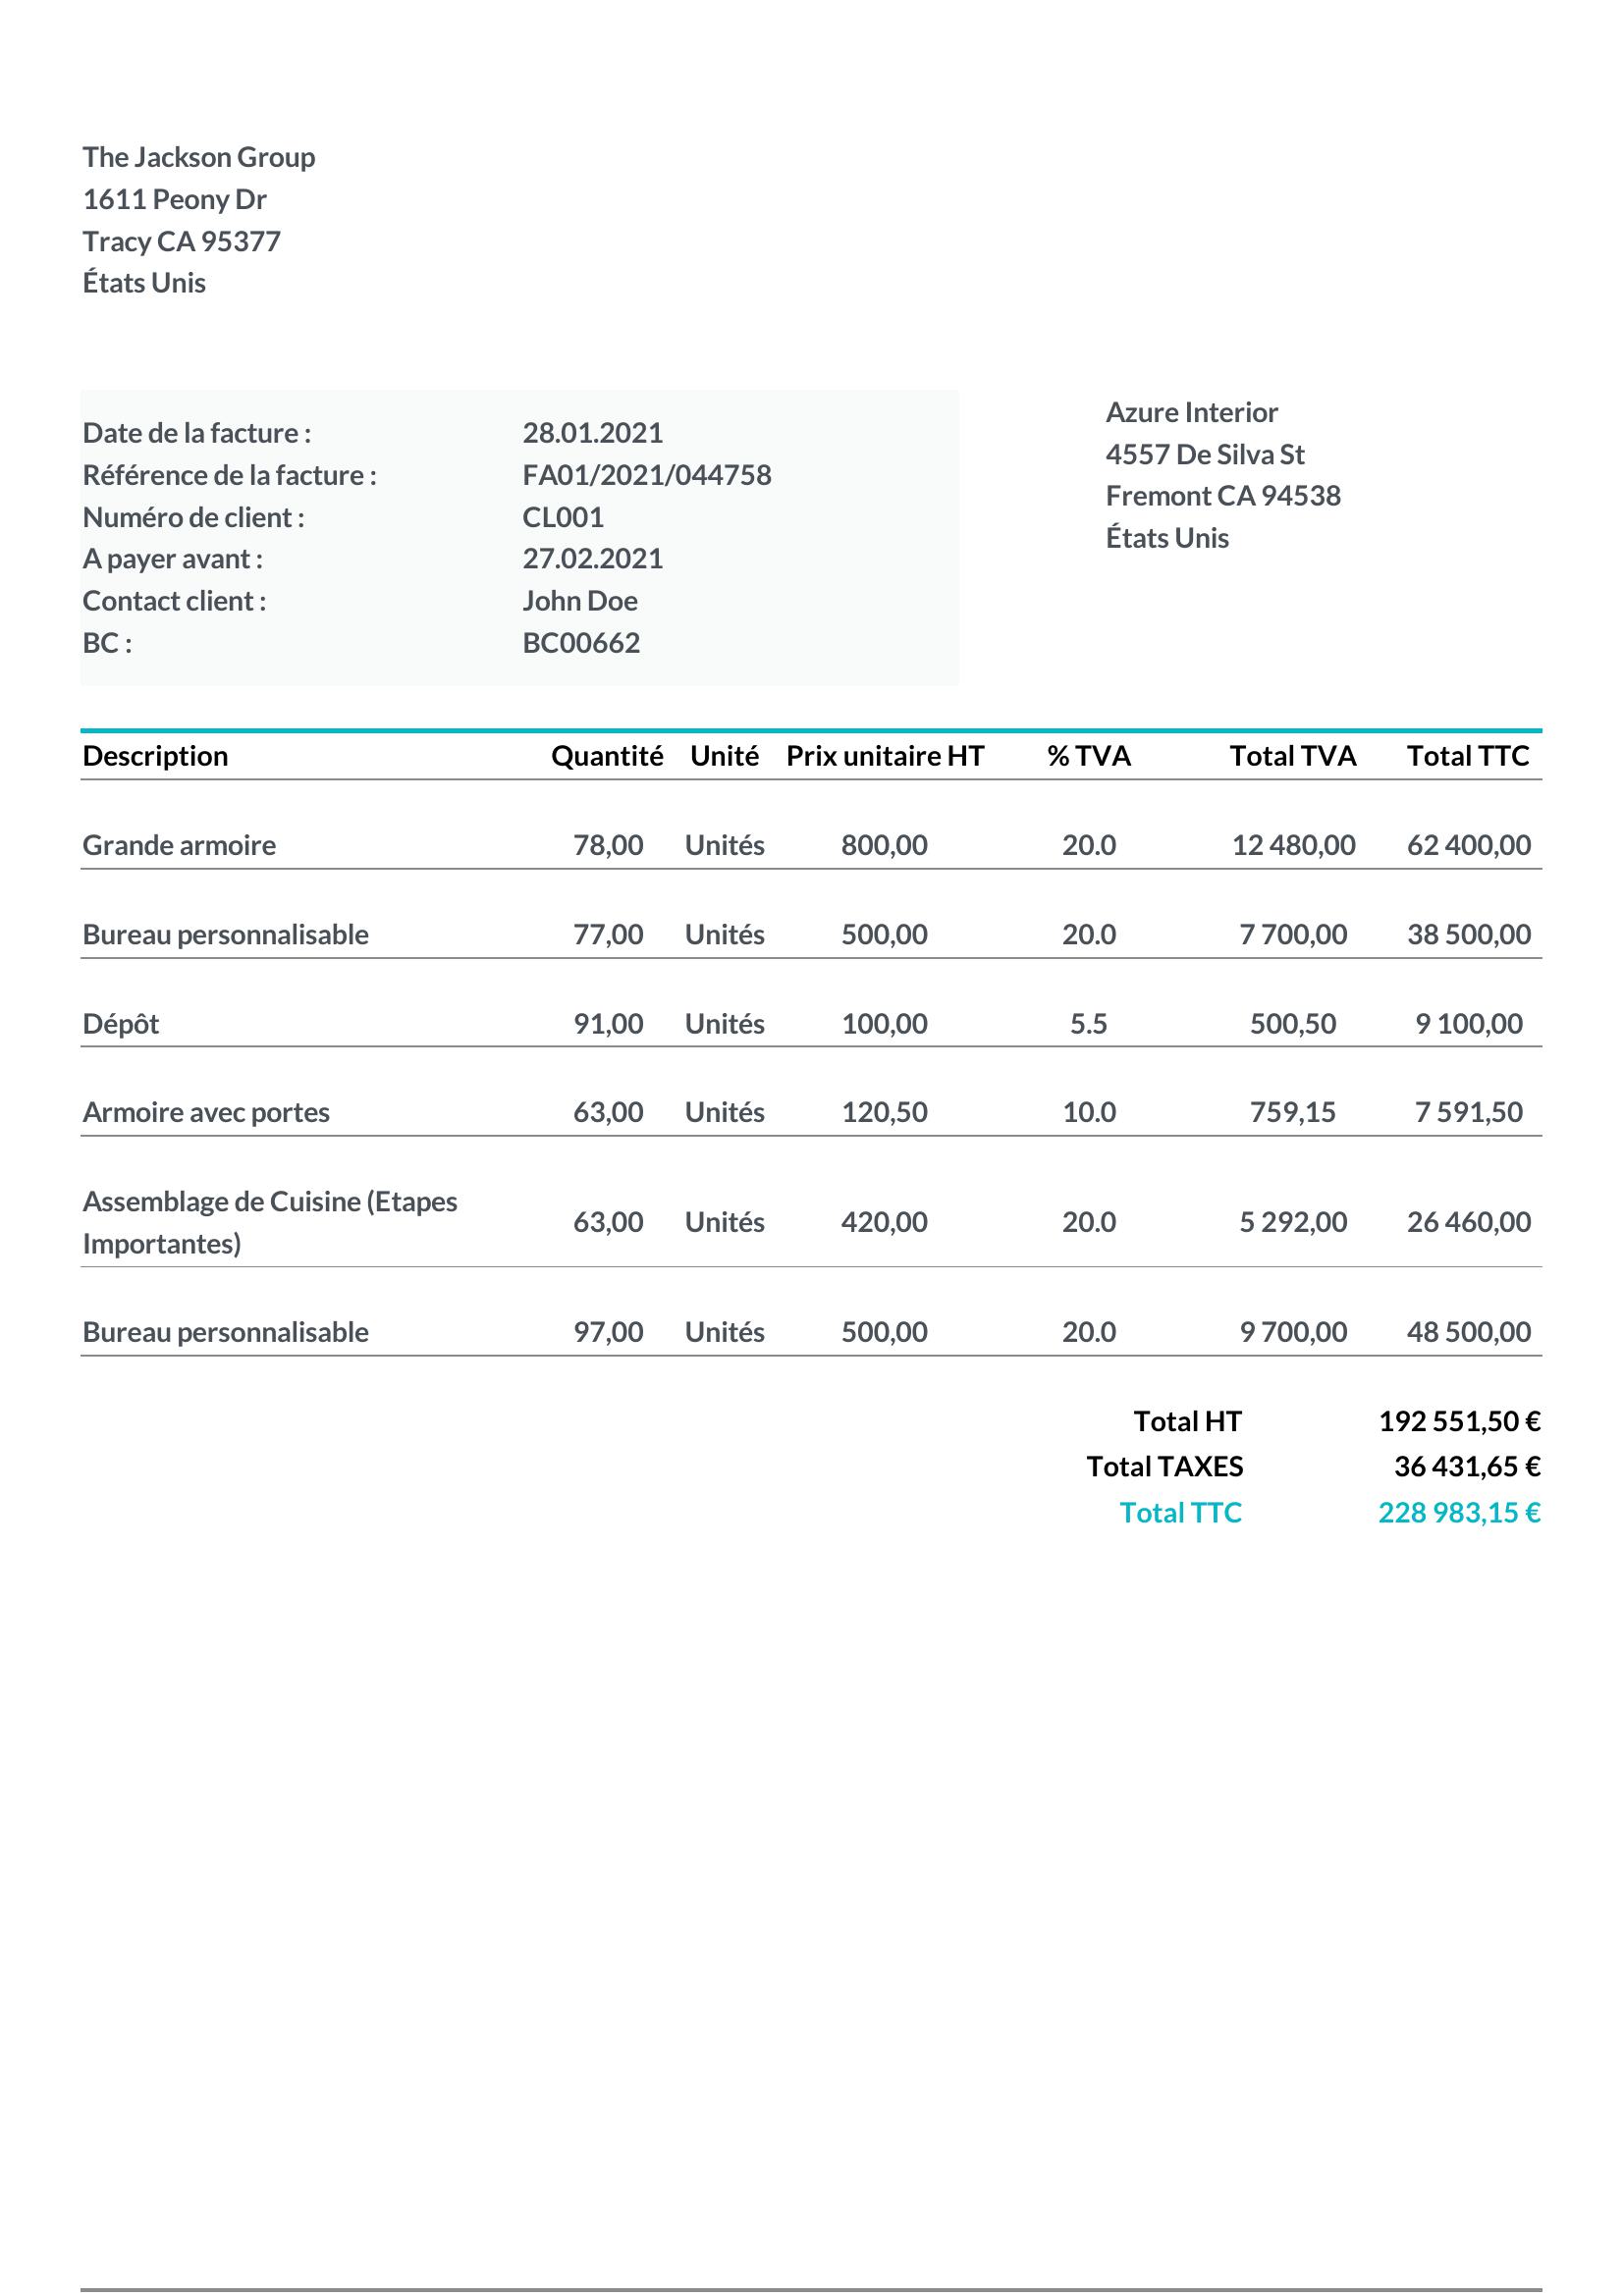 The Jackson Group
1611 Peony Dr
Tracy CA 95377
États Unis
Date de la facture : 28.01.2021
Référence de la facture : FA01/2021/044758
Numéro de client : CL001
A payer avant : 27.02.2021
Contact client : John Doe
BC : BC00662
Azure Interior
4557 De Silva St
Fremont CA 94538
États Unis
Description Quantité Unité Prix unitaire HT % TVA Total TVA Total TTC
Grande armoire 78,00 Unités 800,00 20.0 12 480,00 62 400,00
Bureau personnalisable 77,00 Unités 500,00 20.0 7 700,00 38 500,00
Dépôt 91,00 Unités 100,00 5.5 500,50 9 100,00
Armoire avec portes 63,00 Unités 120,50 10.0 759,15 7 591,50
Assemblage de Cuisine (Etapes
Importantes) 63,00 Unités 420,00 20.0 5 292,00 26 460,00
Bureau personnalisable 97,00 Unités 500,00 20.0 9 700,00 48 500,00
Total HT 192 551,50 €
Total TAXES 36 431,65 €
Total TTC 228 983,15 €